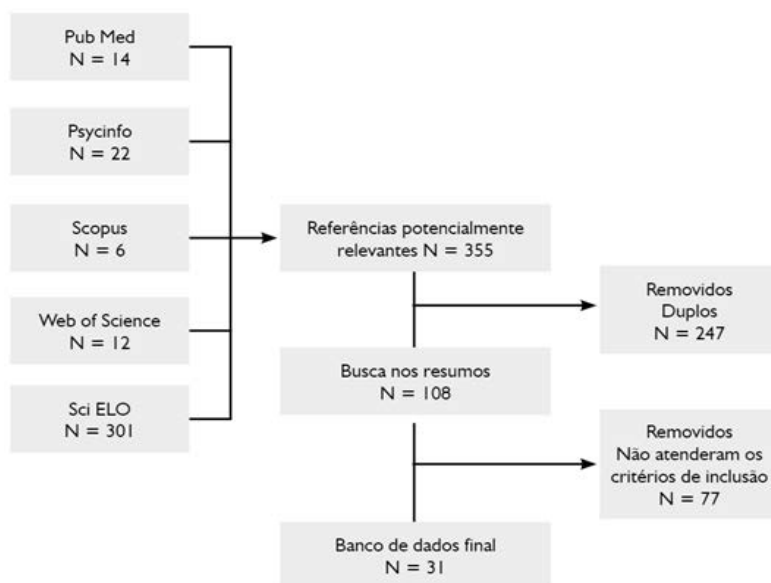 Pub Med
N = 14
Psycinfo
N = 22
Scopus
N = 6
Web of Science
N = 12
Sci ELO
N = 301
Referências potencialmente
relevantes N = 355
Removidos
Duplos
N = 247
Busca nos resumos
N = 108
Removidos
Não atenderam os
critérios de inclusão
N = 77
Banco de dados final
N = 31